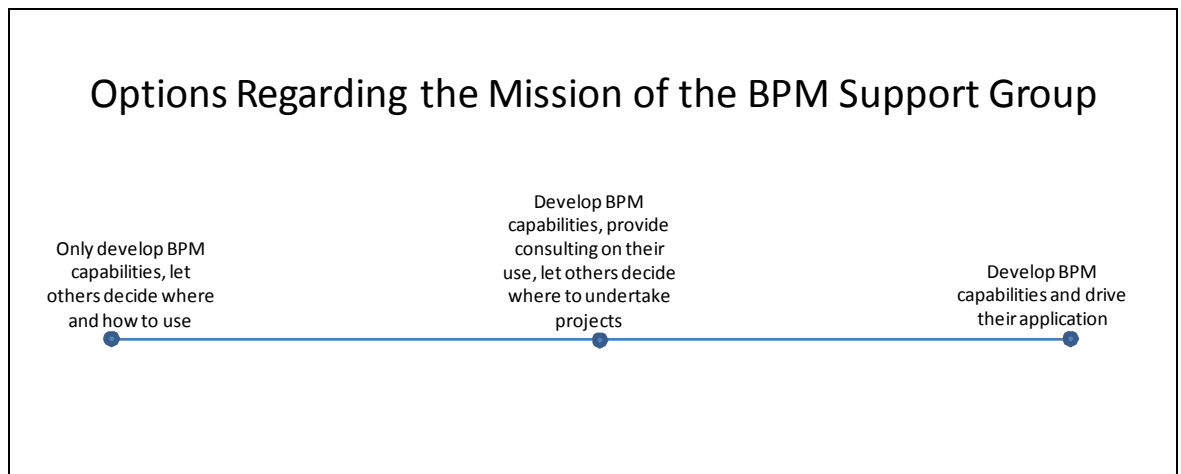 Options Regarding the Mission of the BPM Support Group
Only develop BPM
capabilities, let
others decide where
and how to use
Develop BPM
capabilities, provide
consulting on their
use, let others decide
where to undertake
projects
Develop BPM
capabilities and drive
their application